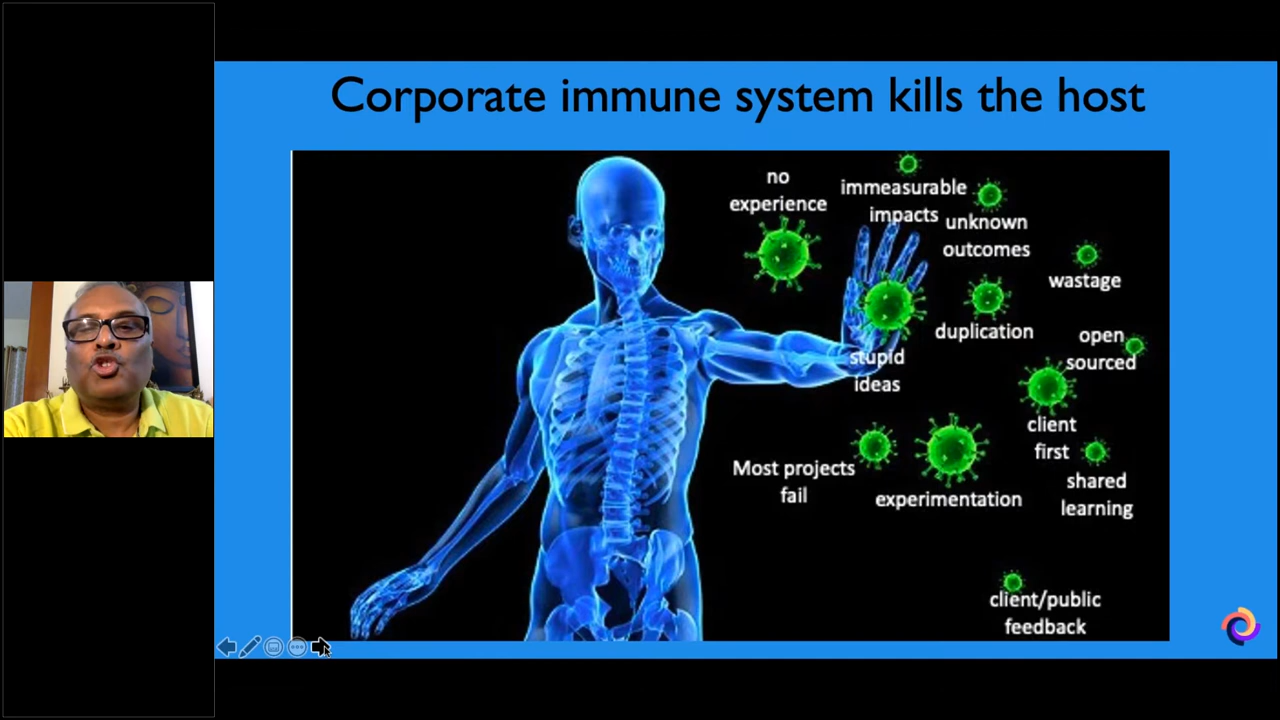 Corporate immune system kills the host
no
experience
immeasurable
impacts
unknown
outcomes
wastage
stupid
ideas
duplication
open
sourced
client
first
Most projects
fail
experimentation
shared
learning
client/public
feedback